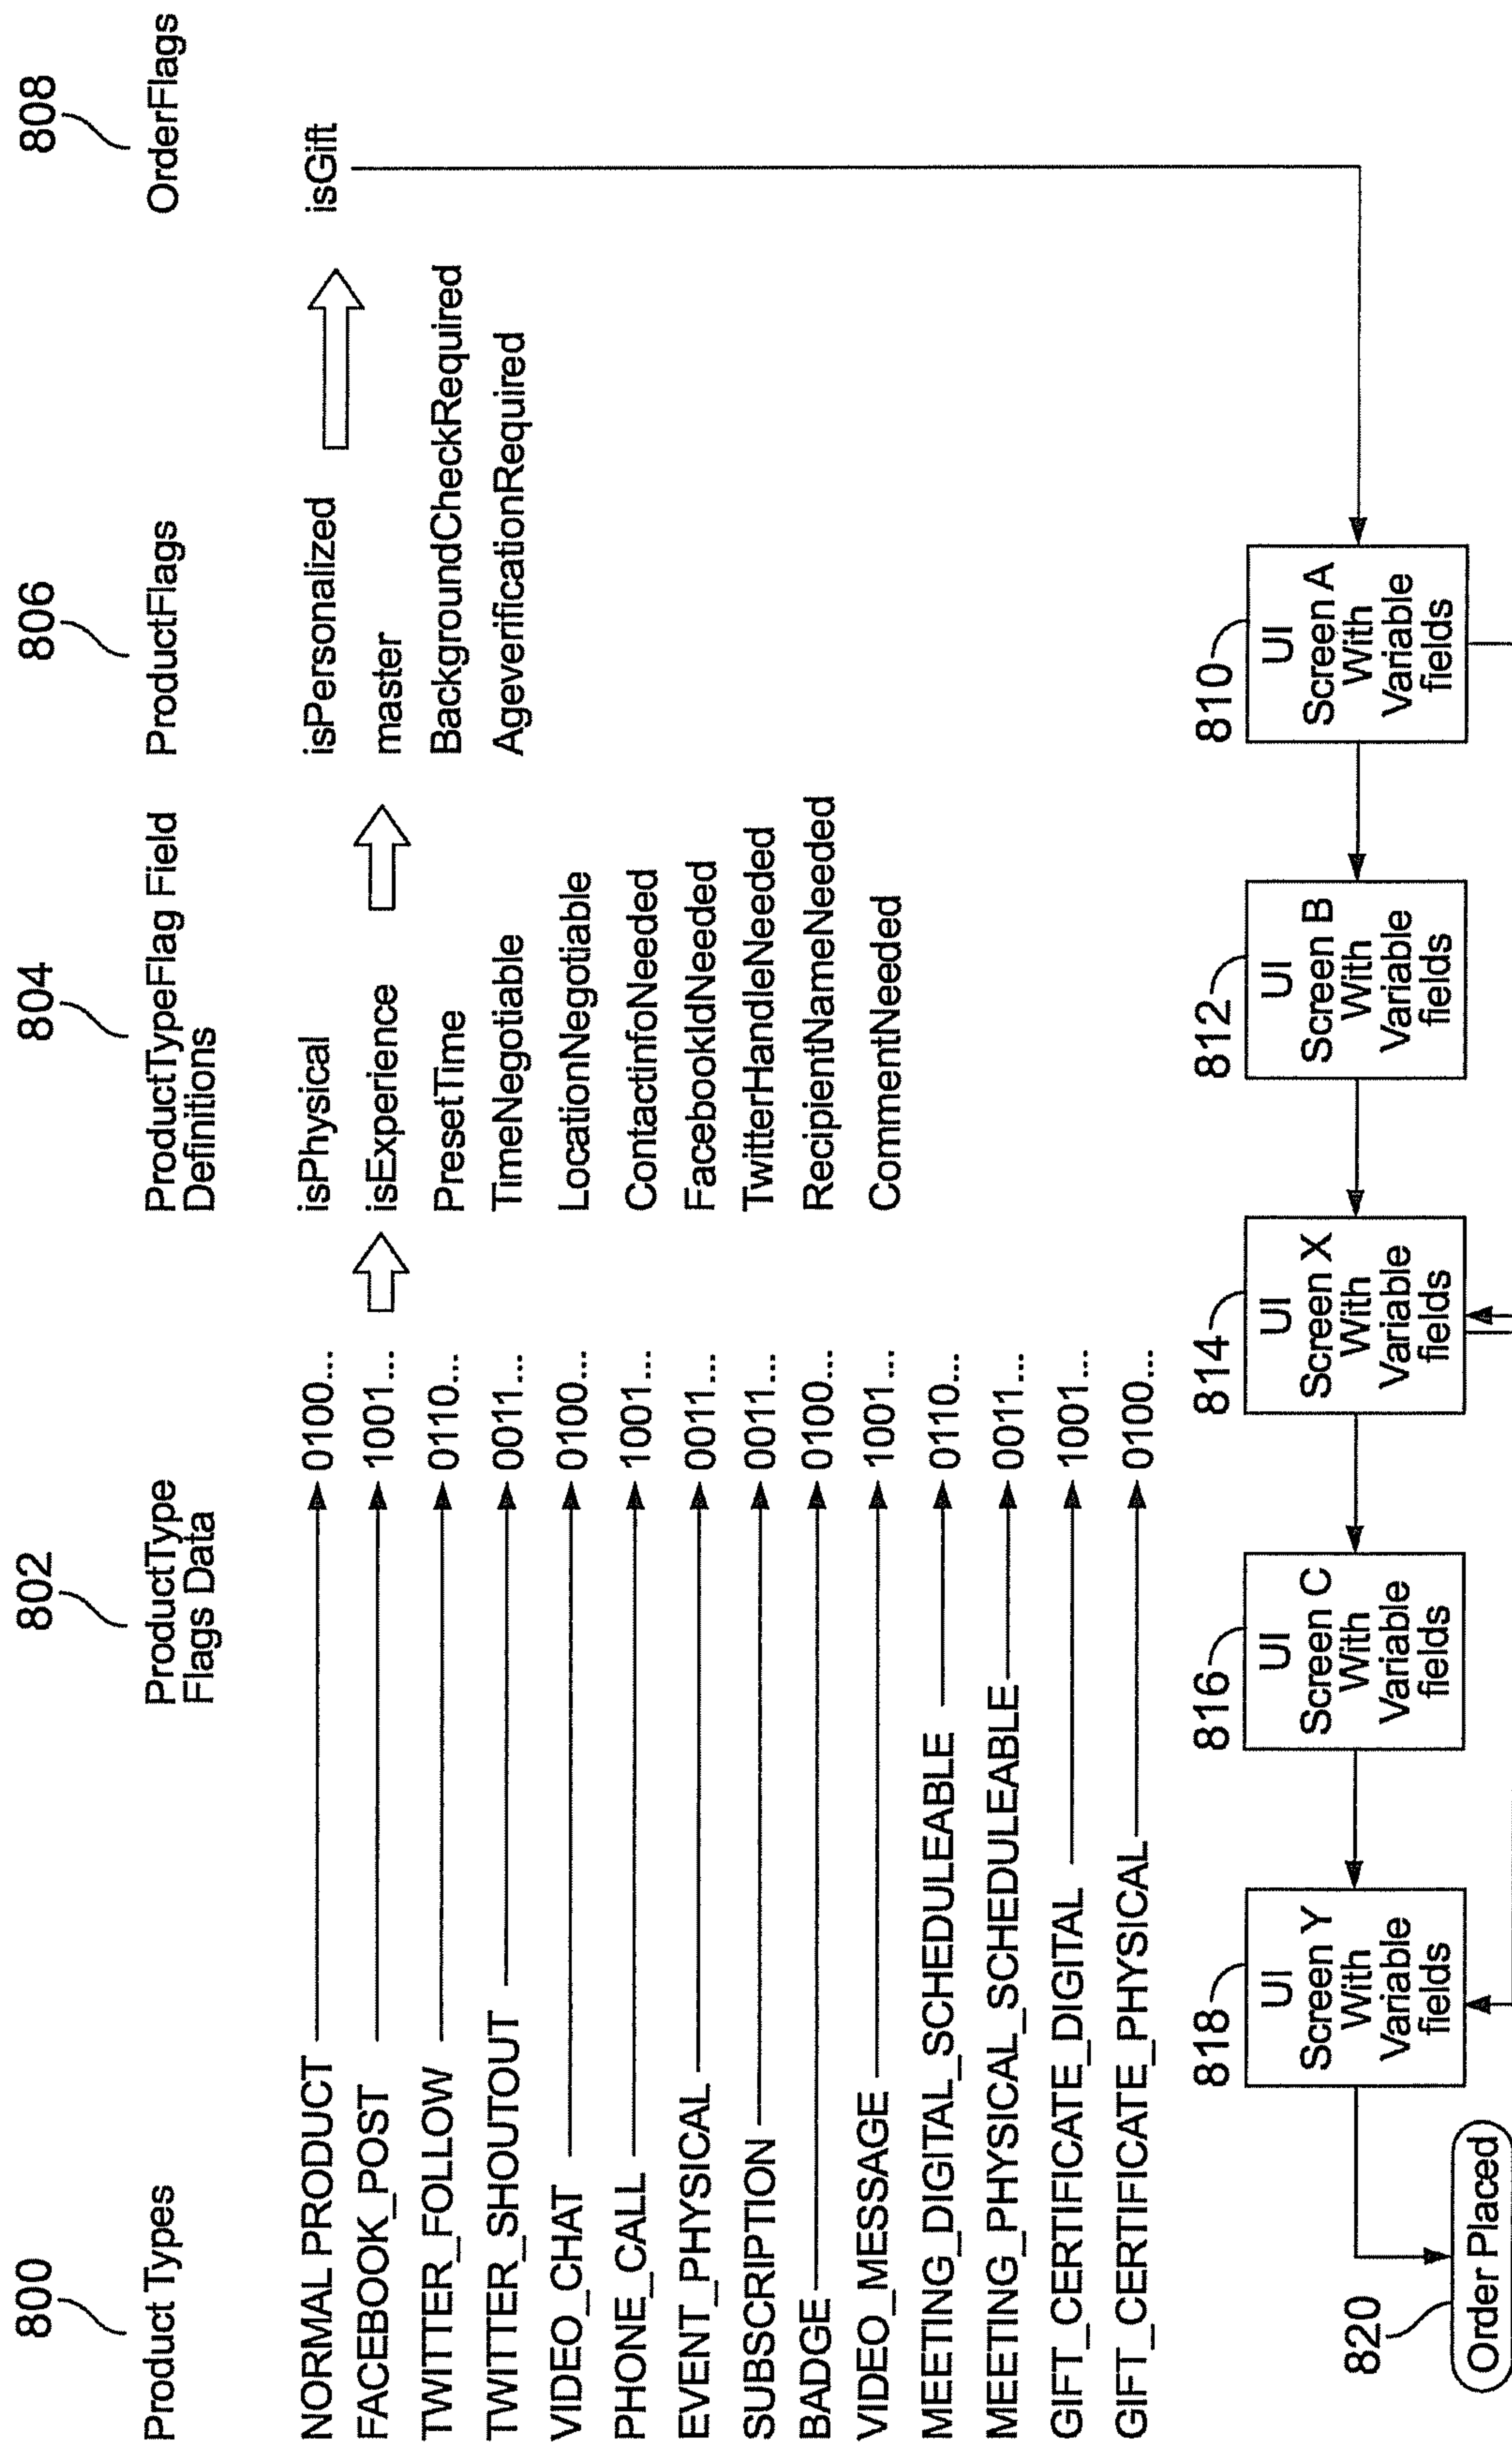 800
Product Types
NORMAL PRODUCT
FACEBOOK_POST
TWITTER_FOLLOW
TWITTER_SHOUTOUT
VIDEO_CHAT
PHONE_CALL
EVENT_PHYSICAL
SUBSCRIPTION
BADGE
VIDEO_MESSAGE
MEETING_DIGITAL_SCHEDULEABLE
MEETING_PHYSICAL_SCHEDULEABLE
GIFT_CERTIFICATE_DIGITAL
GIFT_CERTIFICATE_PHYSICAL
802
ProductType
Flags Data
0100...
1001...
0110...
0011...
0100...
1001...
0011...
0011...
0100...
1001...
0110...
0011...
1001...
0100...
804
ProductTypeFlag Field
Definitions
isPhysical
isExperience
PresetTime
TimeNegotiable
LocationNegotiable
ContactinfoNeeded
FacebookIdNeeded
TwitterHandleNeeded
RecipientNameNeeded
CommentNeeded
806
ProductFlags
isPersonalized
master
BackgroundCheckRequired
AgeverificationRequired
808
OrderFlags
isGift
810
UI
Screen A
With
Variable
fields
812
UI
Screen B
With
Variable
fields
814
UI
Screen X
With
Variable
fields
816
UI
Screen C
With
Variable
fields
818
UI
Screen Y
With
Variable
fields
820
Order Placed